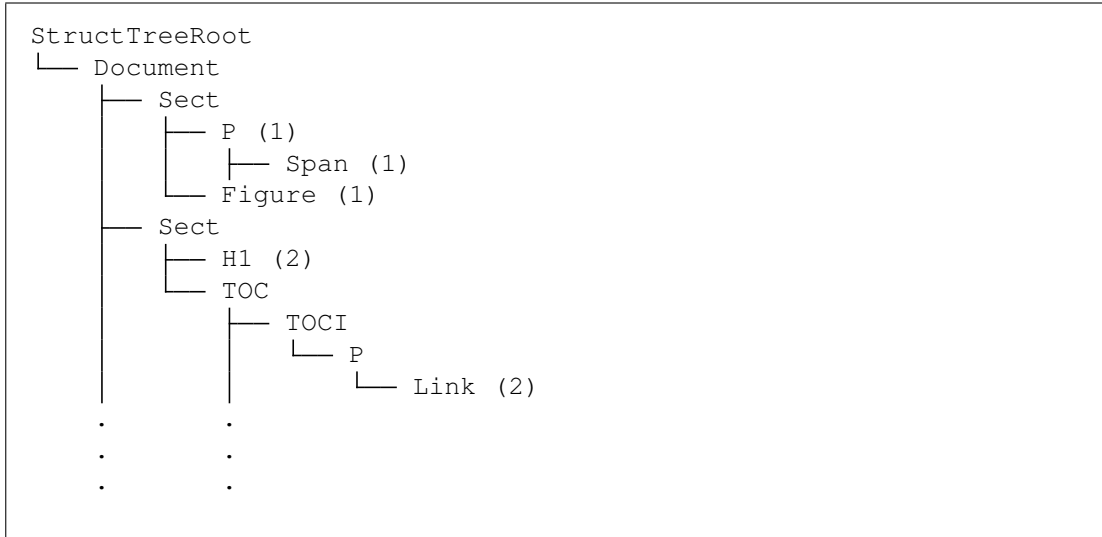 StructTreeRoot
└── Document
    ├── Sect
    │   ├── P (1)
    │   │   ├── Span (1)
    │   └── Figure (1)
    ├── Sect
    │   ├── H1 (2)
    │   └── TOC
    │       ├── TOCI
    │       │   └── P
    │       │       └── Link (2)
    .       .
    .       .
    .       .